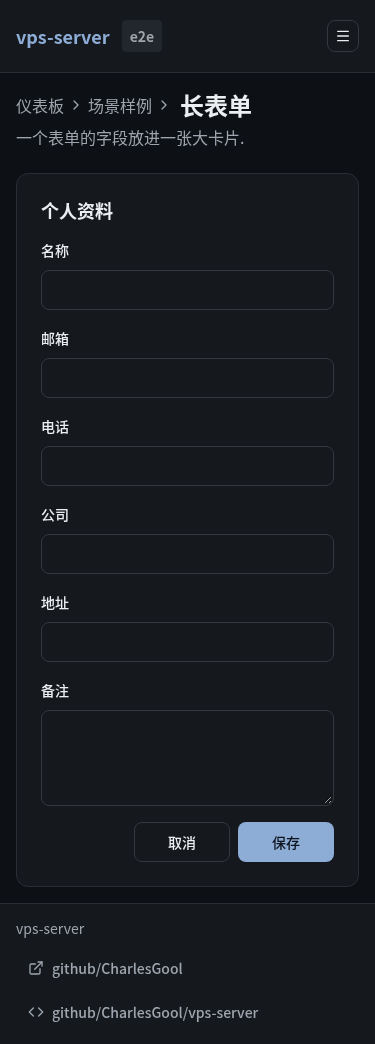 vps-server e2e
仪表板 > 场景样例 > 长表单
一个表单的字段放进一张大卡片.
个人资料
名称
邮箱
电话
公司
地址
备注
取消 保存
vps-server
github/CharlesGool
github/CharlesGool/vps-server